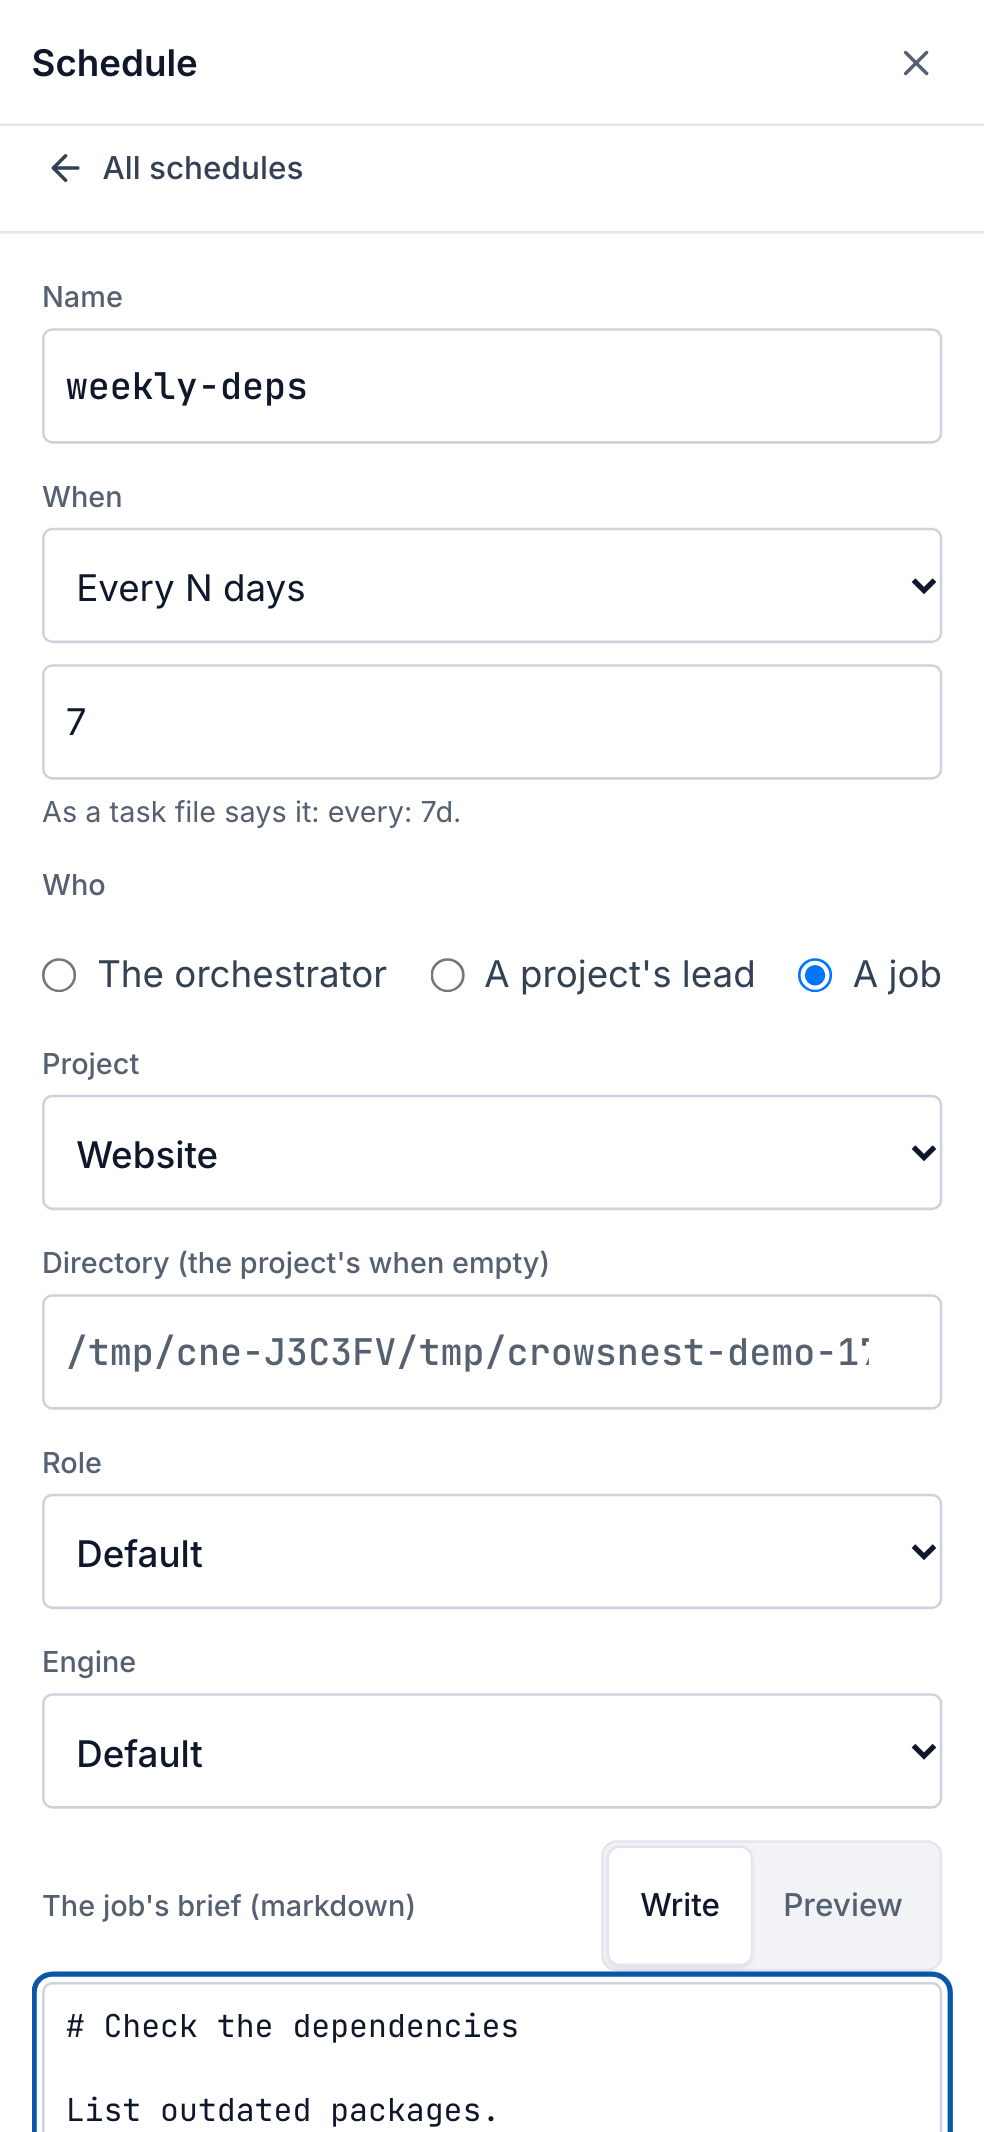 Schedule
All schedules
Name
weekly-deps
When
Every N days
7
As a task file says it: every: 7d.
Who
The orchestrator A project's lead A job
Project
Website
Directory (the project's when empty)
/tmp/cne-J3C3FV/tmp/crowsnest-demo-1
Role
Default
Engine
Default
The job's brief (markdown) Write Preview
# Check the dependencies
List outdated packages.